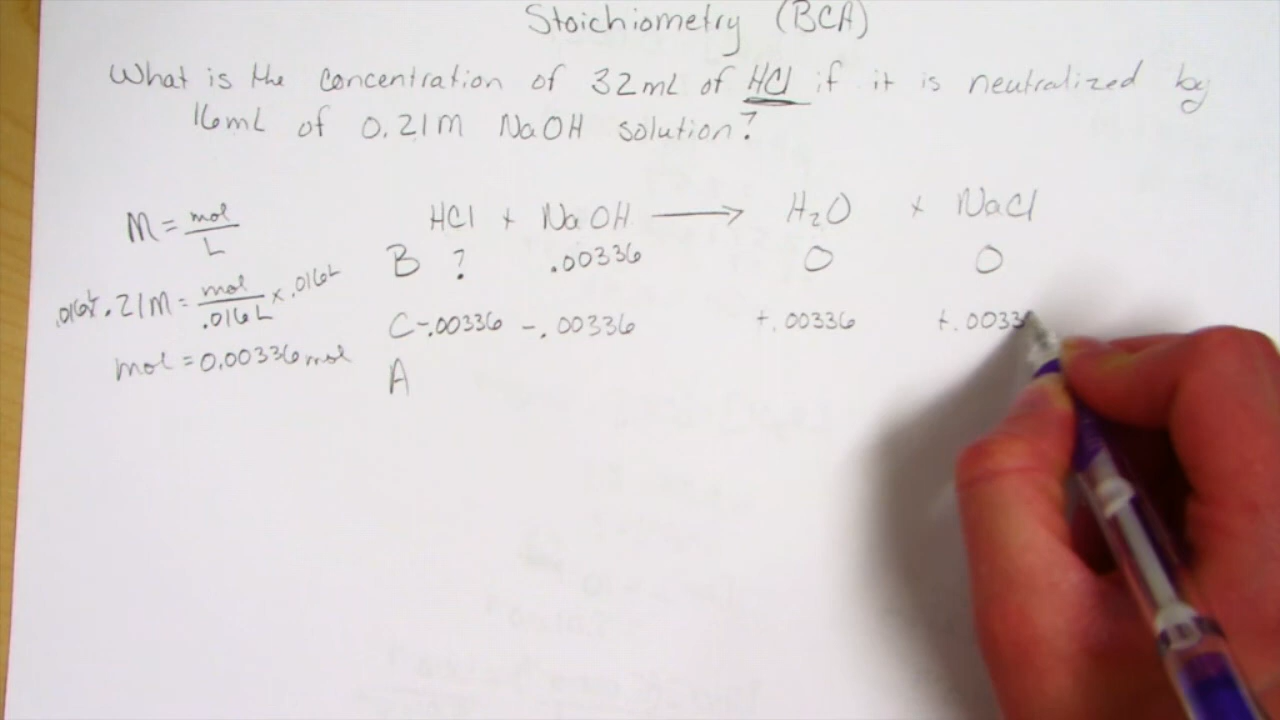 Stoichiometry (BCA)
What is the concentration of 32mL of HCl if it is neutralized by
16mL of 0.21M NaOH solution?
M = mol/L
HCl + NaOH → H₂O + NaCl
B ? .00336 0 0
.016L · .21M = mol/.016L × .016L
C -.00336 -.00336 +.00336 +.0033
mol = 0.00336 mol
A